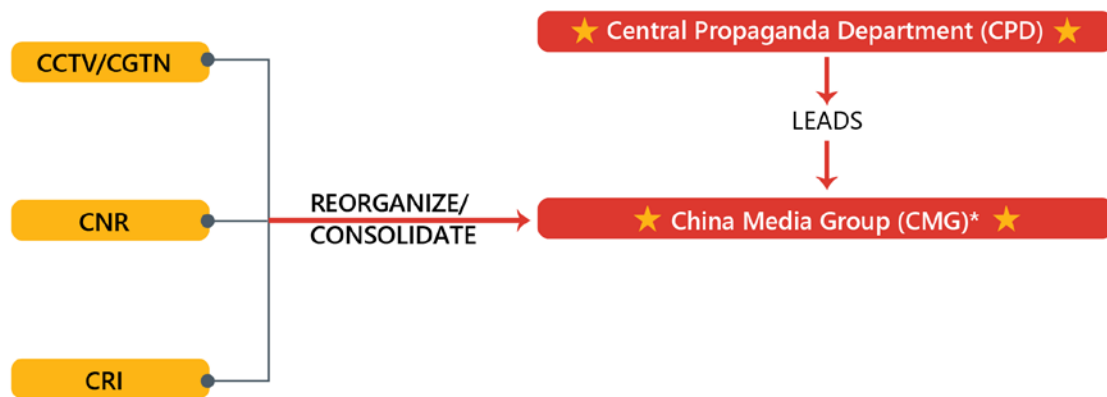 CCTV/CGTN
CNR
CRI
REORGANIZE/
CONSOLIDATE
Central Propaganda Department (CPD)
LEADS
China Media Group (CMG)*